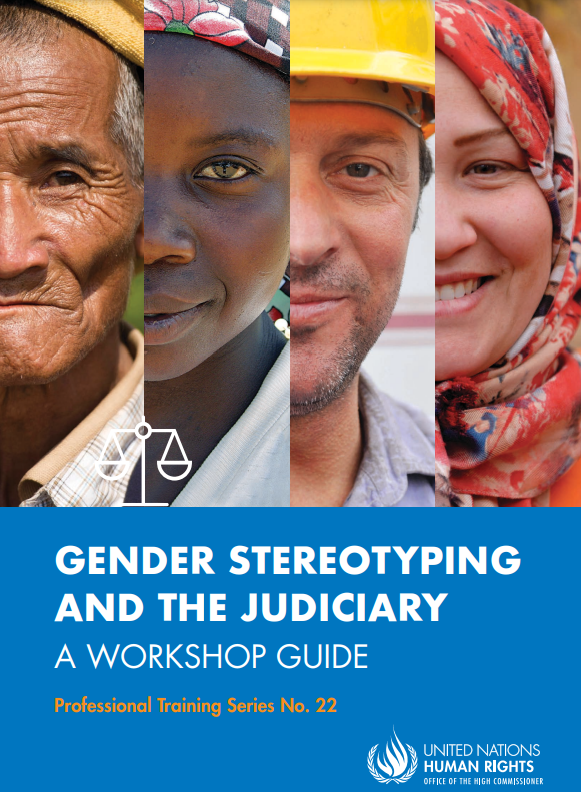 GENDER STEREOTYPING
AND THE JUDICIARY
A WORKSHOP GUIDE
Professional Training Series No. 22
UNITED NATIONS
HUMAN RIGHTS
OFFICE OF THE HIGH COMMISSIONER